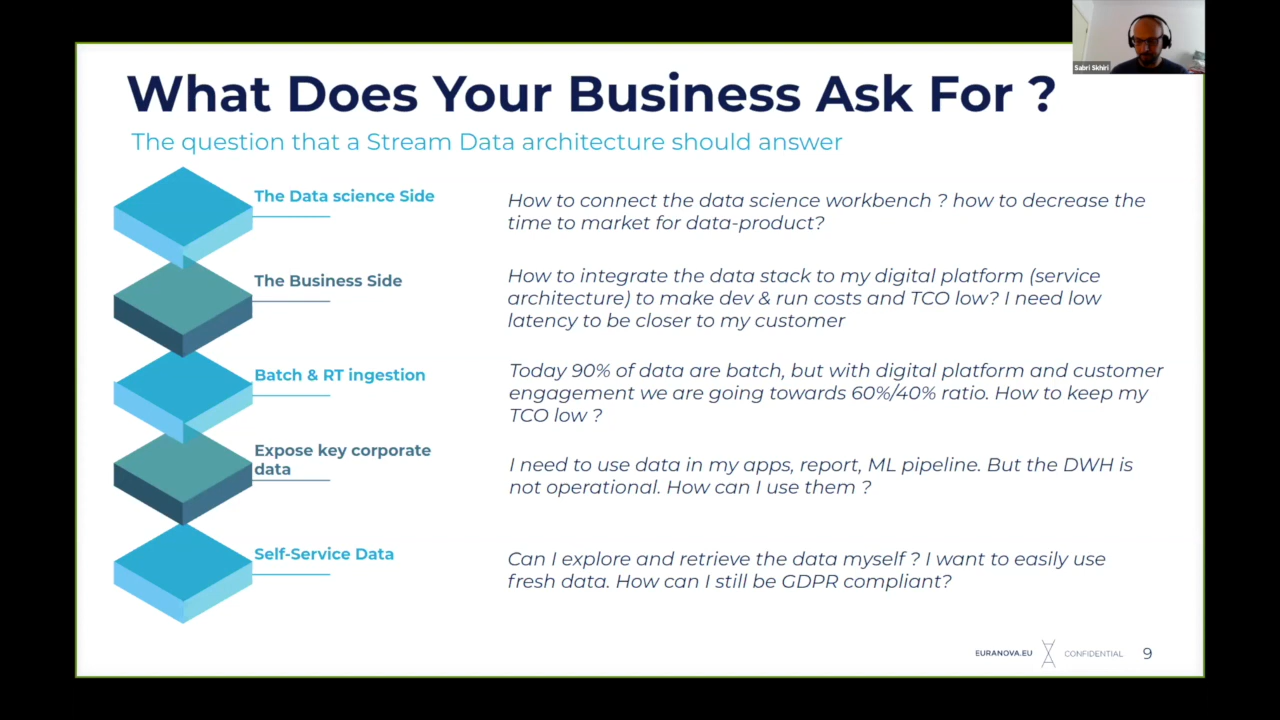 Sabri Skhiri
What Does Your Business Ask For ?
The question that a Stream Data architecture should answer
The Data science Side
How to connect the data science workbench ? how to decrease the
time to market for data-product?
The Business Side
How to integrate the data stack to my digital platform (service
architecture) to make dev & run costs and TCO low? I need low
latency to be closer to my customer
Batch & RT ingestion
Today 90% of data are batch, but with digital platform and customer
engagement we are going towards 60%/40% ratio. How to keep my
TCO low ?
Expose key corporate
data
I need to use data in my apps, report, ML pipeline. But the DWH is
not operational. How can I use them ?
Self-Service Data
Can I explore and retrieve the data myself ? I want to easily use
fresh data. How can I still be GDPR compliant?
EURANOVA.EU
CONFIDENTIAL
9